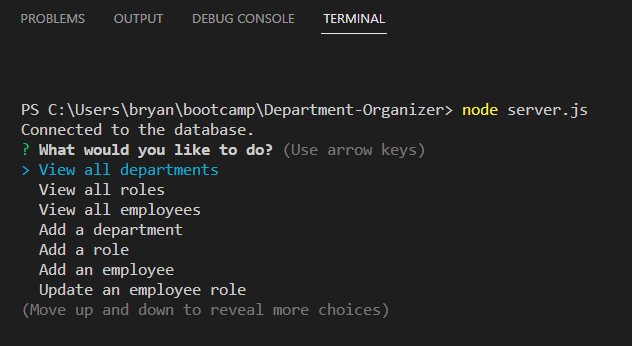 PROBLEMS OUTPUT DEBUG CONSOLE TERMINAL
PS C:\Users\bryan\bootcamp\Department-Organizer> node server.js
Connected to the database.
? What would you like to do? (Use arrow keys)
> View all departments
View all roles
View all employees
Add a department
Add a role
Add an employee
Update an employee role
(Move up and down to reveal more choices)